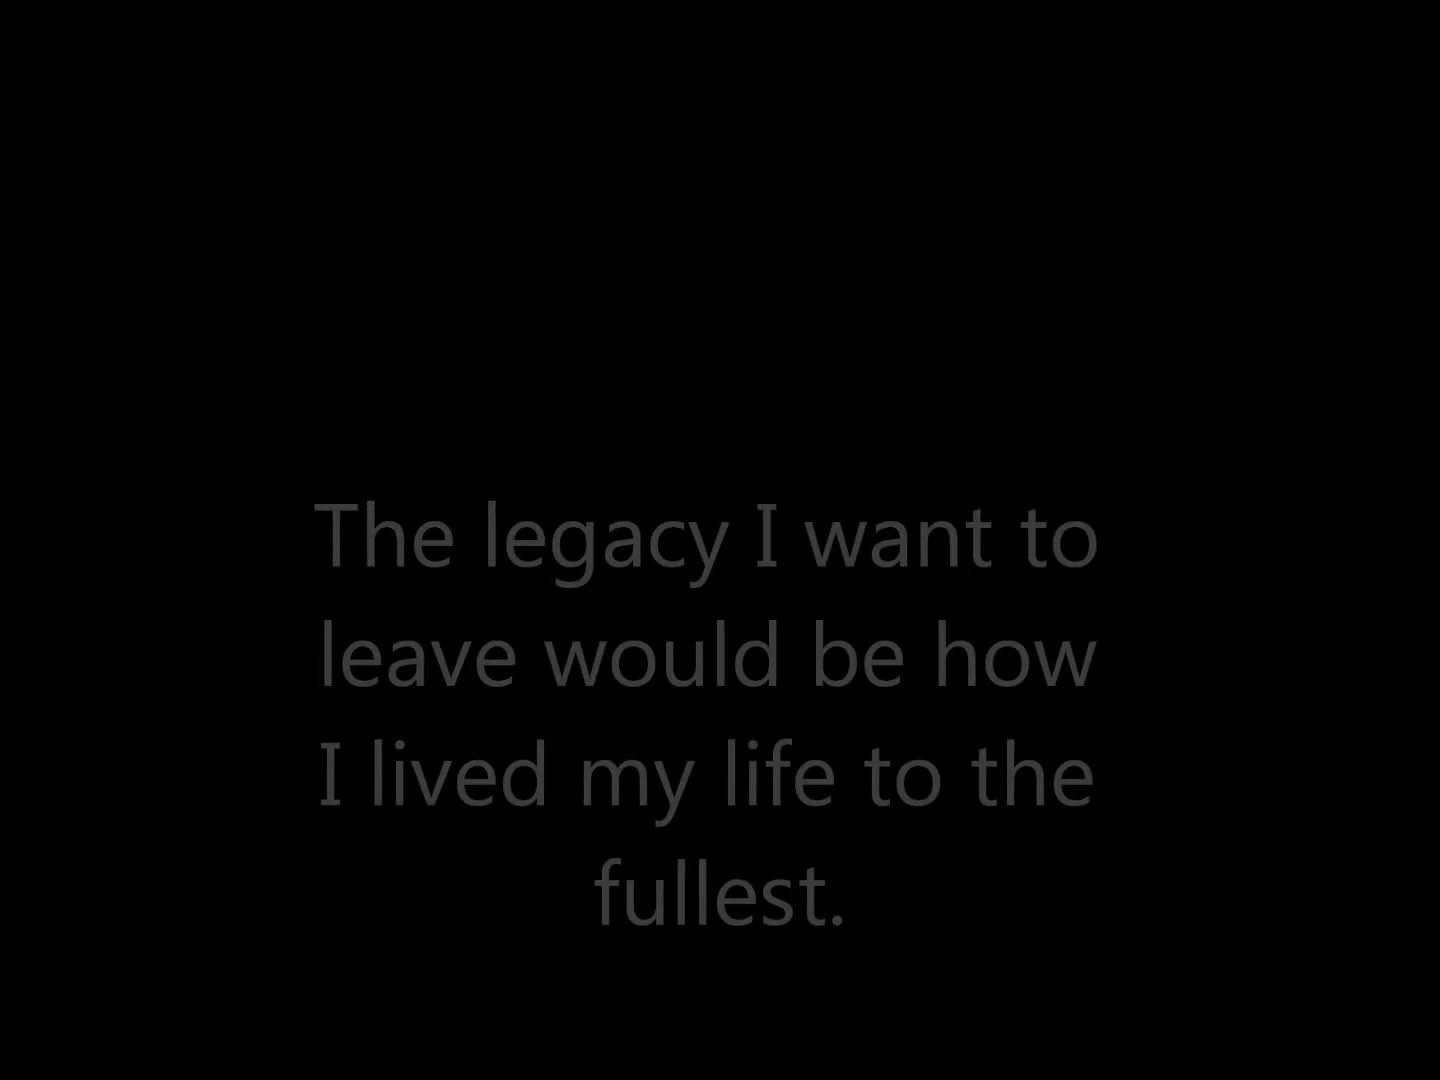 The legacy I want to
leave would be how
I lived my life to the
fullest.